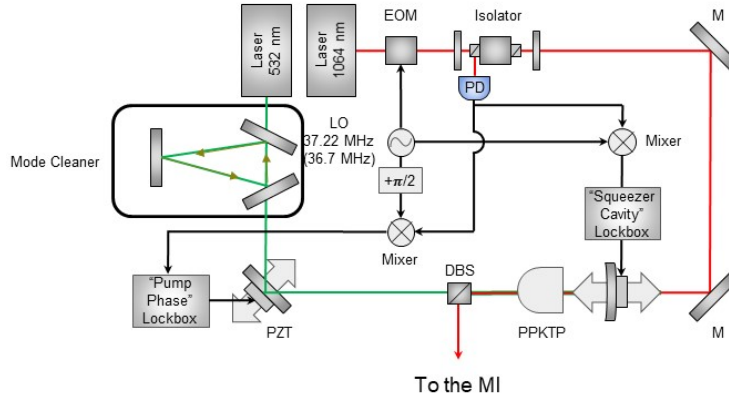 EOM
Isolator
M
Laser
532 nm
Laser
1064 nm
PD
LO
37.22 MHz
(36.7 MHz)
Mixer
Mode Cleaner
+π/2
"Squeezer
Cavity"
Lockbox
Mixer
"Pump
Phase"
Lockbox
PZT
DBS
PPKTP
M
To the MI